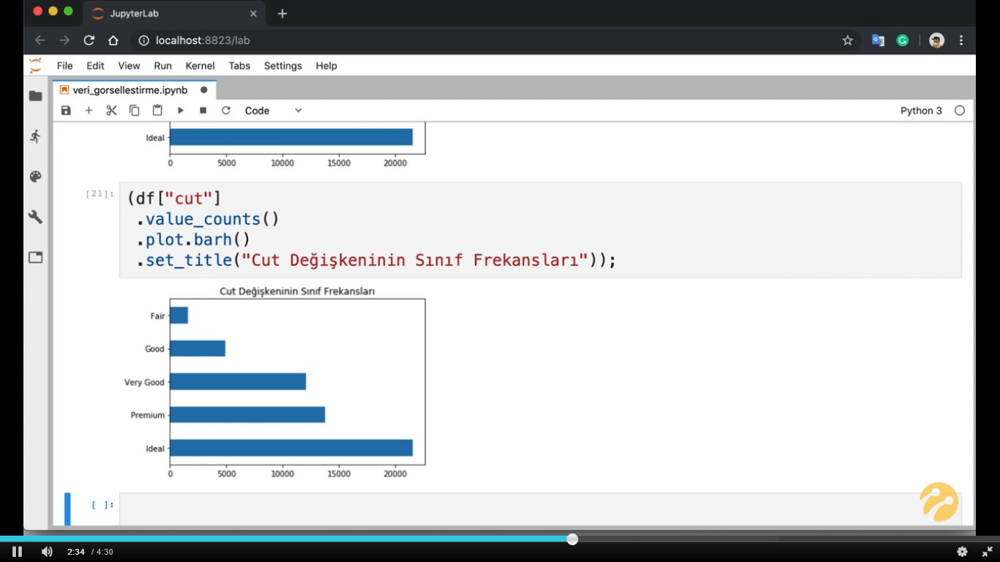 JupyterLab
localhost:8823/lab
File Edit View Run Kernel Tabs Settings Help
veri_gorsellestirme.ipynb
Code
Python 3
Ideal
0 5000 10000 15000 20000
[21]:
(df["cut"]
.value_counts()
.plot.barh()
.set_title("Cut Değişkeninin Sınıf Frekansları"));
Cut Değişkeninin Sınıf Frekansları
Fair
Good
Very Good
Premium
Ideal
0 5000 10000 15000 20000
[ ]:
2:34 / 4:30